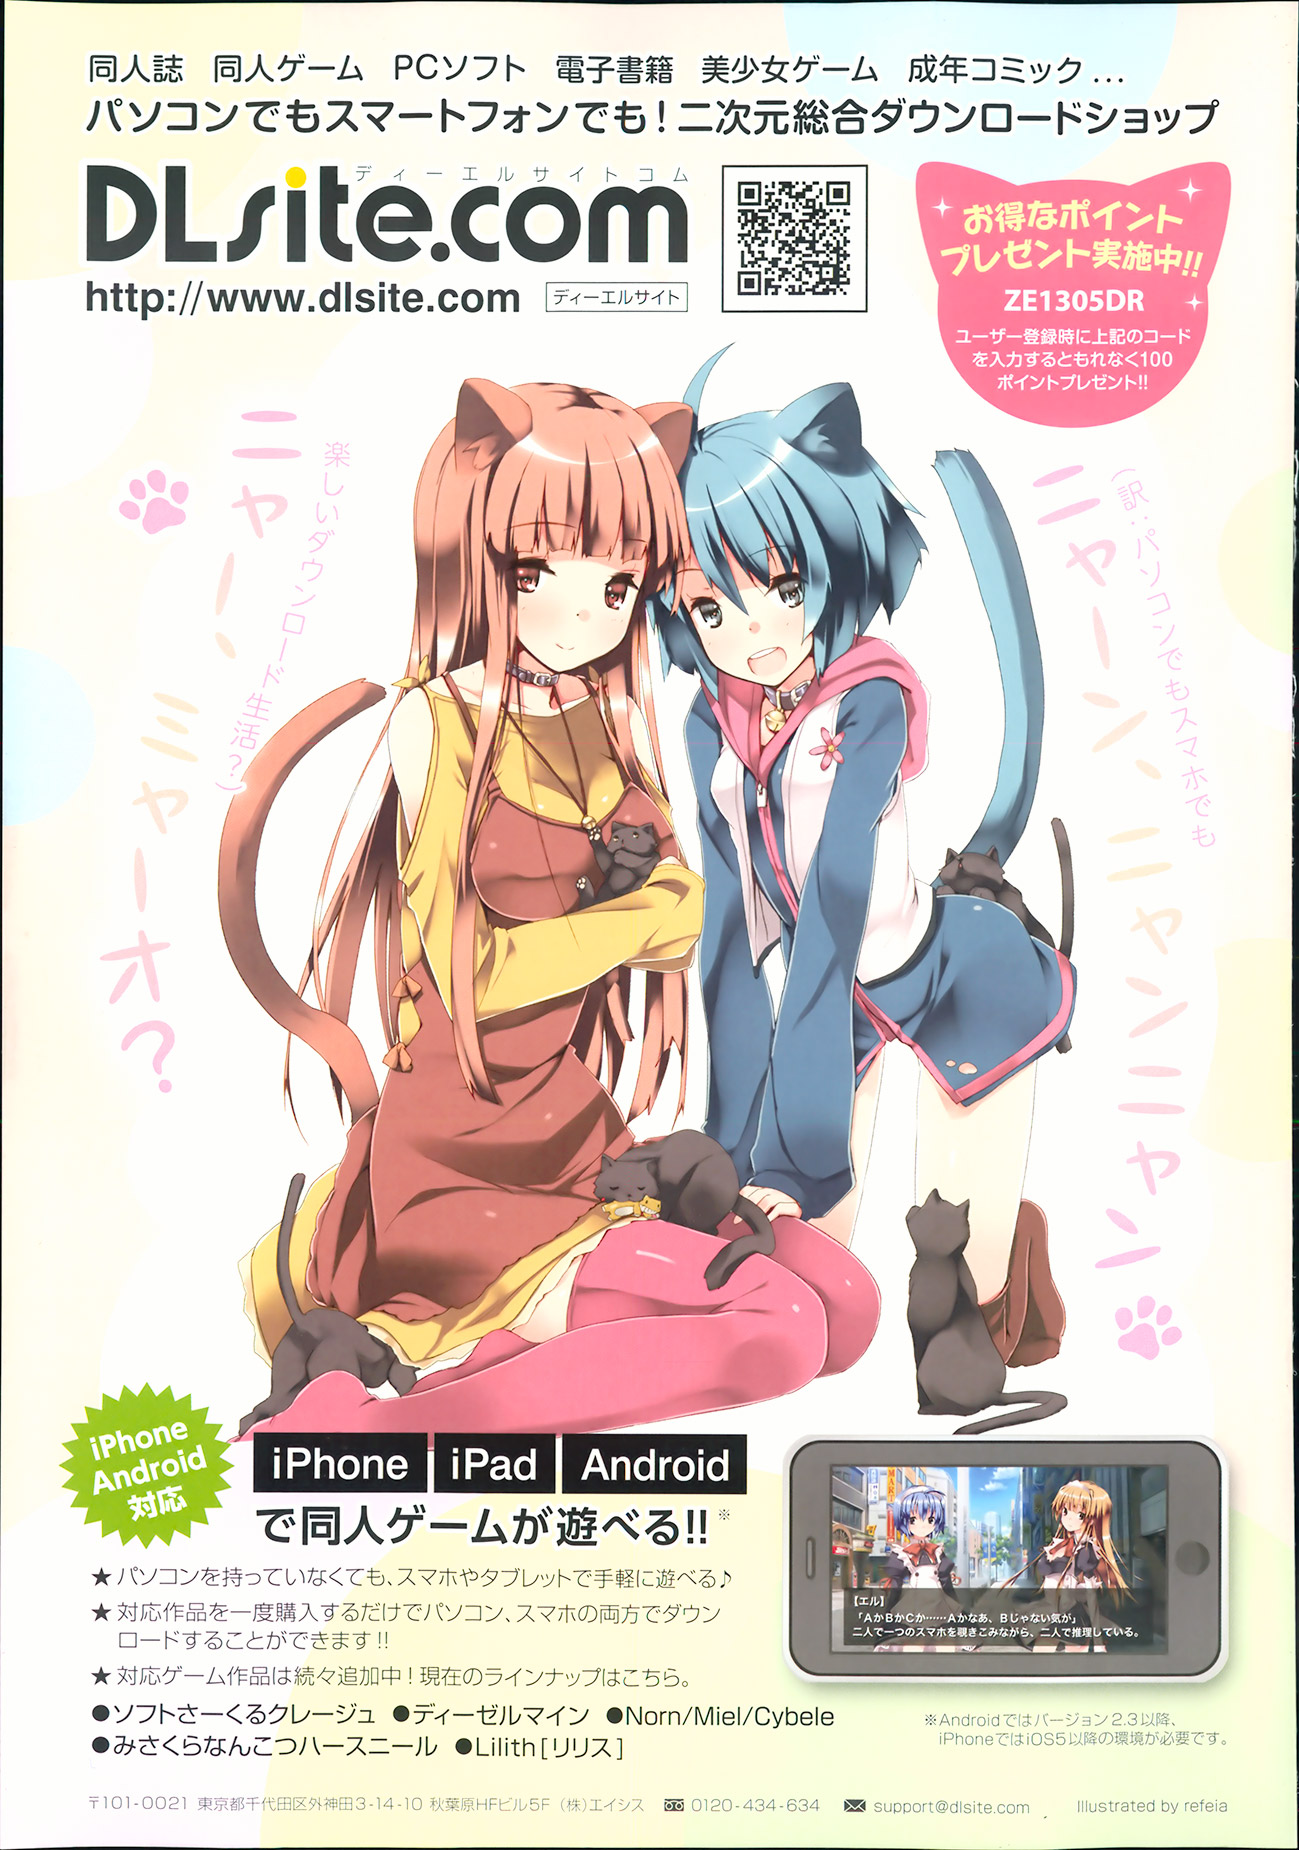 同人誌 同人ゲーム PCソフト 電子書籍 美少女ゲーム 成年コミック ...
パソコンでもスマートフォンでも！二次元総合ダウンロードショップ
ディーエルサイトコム
DLsite.com
http://www.dlsite.com ディーエルサイト
お得なポイント
プレゼント実施中!!
ZE1305DR
ユーザー登録時に上記のコード
を入力するともれなく100
ポイントプレゼント!!
ニャーン、ニャンニャンニャン
(訳:パソコンでもスマホでも
ニャー、ミャーオ？
楽しいダウンロード生活？)
iPhone
Android
対応
iPhone iPad Android
で同人ゲームが遊べる!!※
★パソコンを持っていなくても、スマホやタブレットで手軽に遊べる♪
★対応作品を一度購入するだけでパソコン、スマホの両方でダウン
ロードすることができます!!
★対応ゲーム作品は続々追加中！現在のラインナップはこちら。
●ソフトさーくるクレージュ ●ディーゼルマイン ●Norn/Miel/Cybele
●みさくらなんこつハースニール ●Lilith[リリス]
MART
【エル】
「AかBかCか……Aかなあ、Bじゃない気が」
二人で一つのスマホを覗きこみながら、二人で推理している。
※Androidではバージョン2.3以降、
iPhoneではiOS5以降の環境が必要です。
〒101-0021 東京都千代田区外神田3-14-10 秋葉原HFビル5F (株)エイシス 0120-434-634 support@dlsite.com Illustrated by refeia